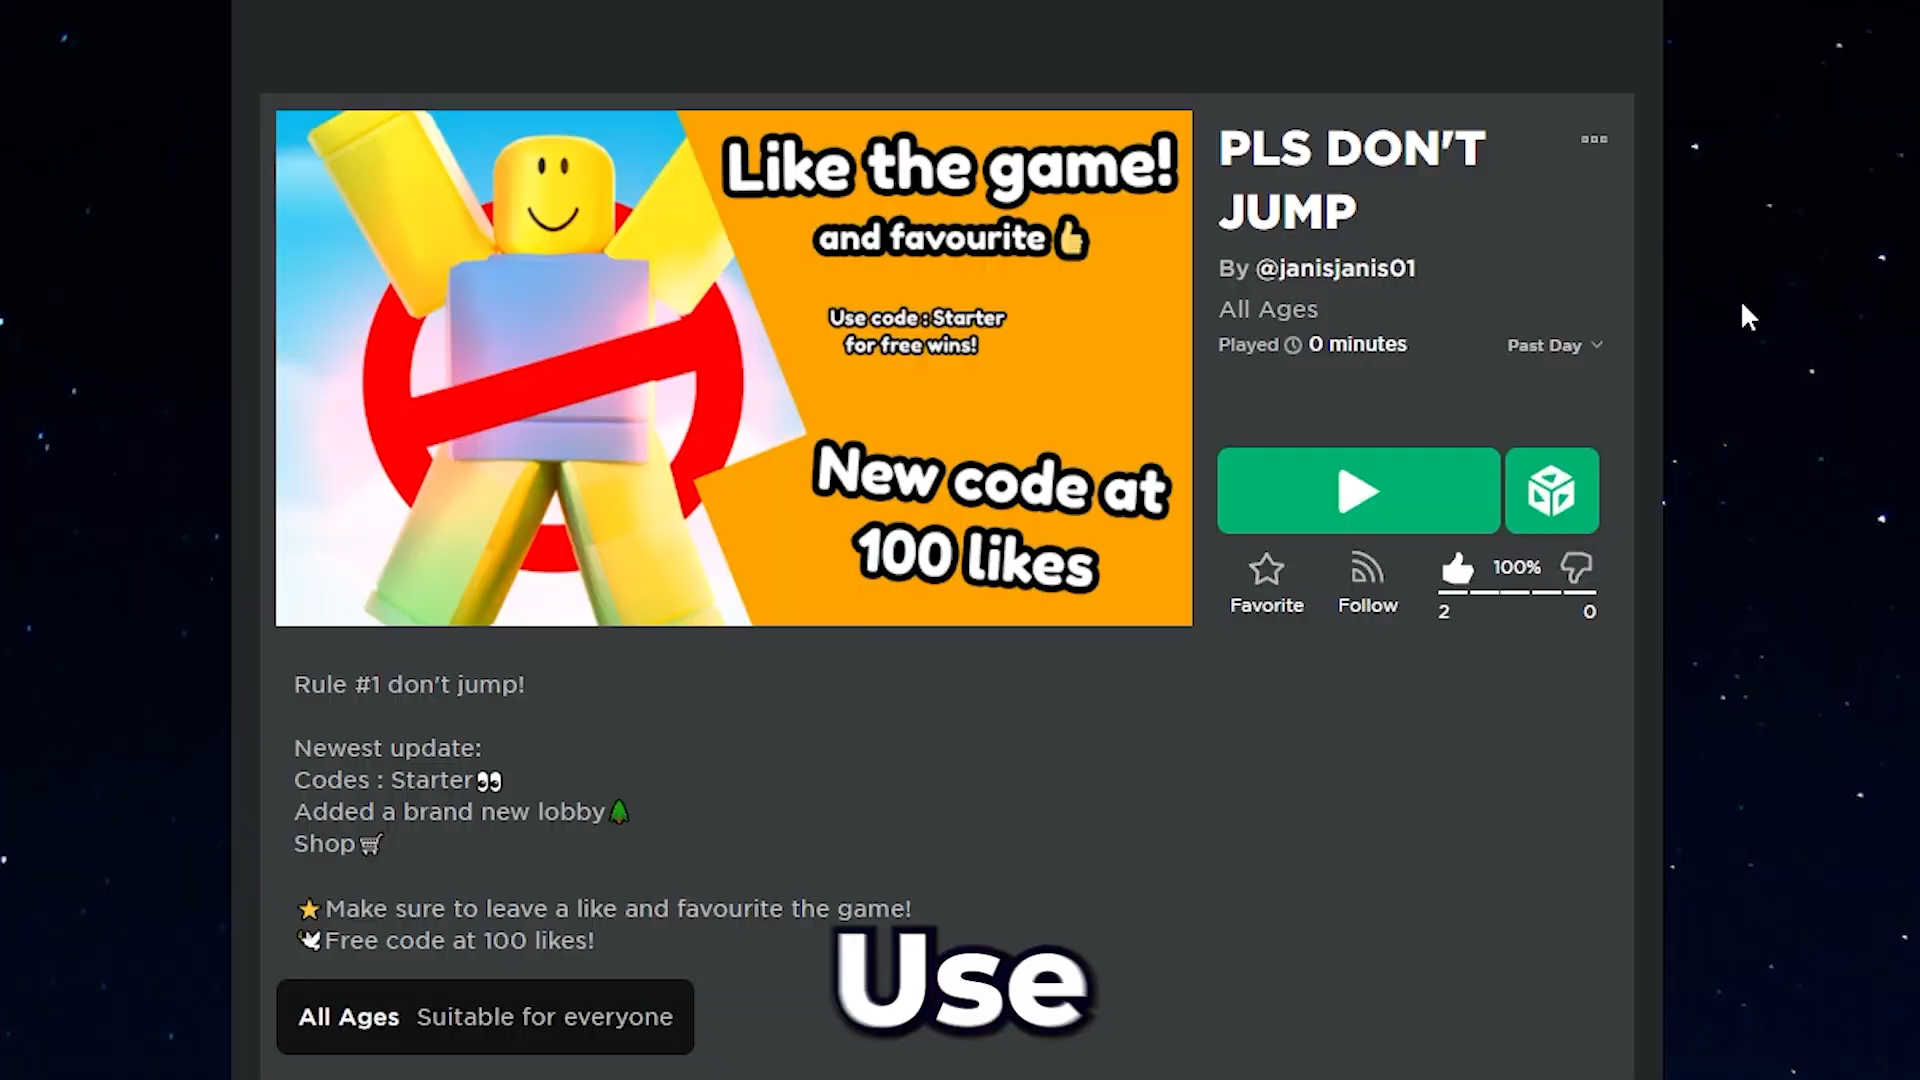 Like the game!
and favourite👍
Use code : Starter
for free wins!
New code at
100 likes
PLS DON'T
JUMP
By @janisjanis01
All Ages
Played 0 minutes
Past Day
Favorite
Follow
100%
2
0
Rule #1 don't jump!
Newest update:
Codes : Starter👀
Added a brand new lobby🌲
Shop🛒
⭐Make sure to leave a like and favourite the game!
🕊Free code at 100 likes!
Use
All Ages Suitable for everyone